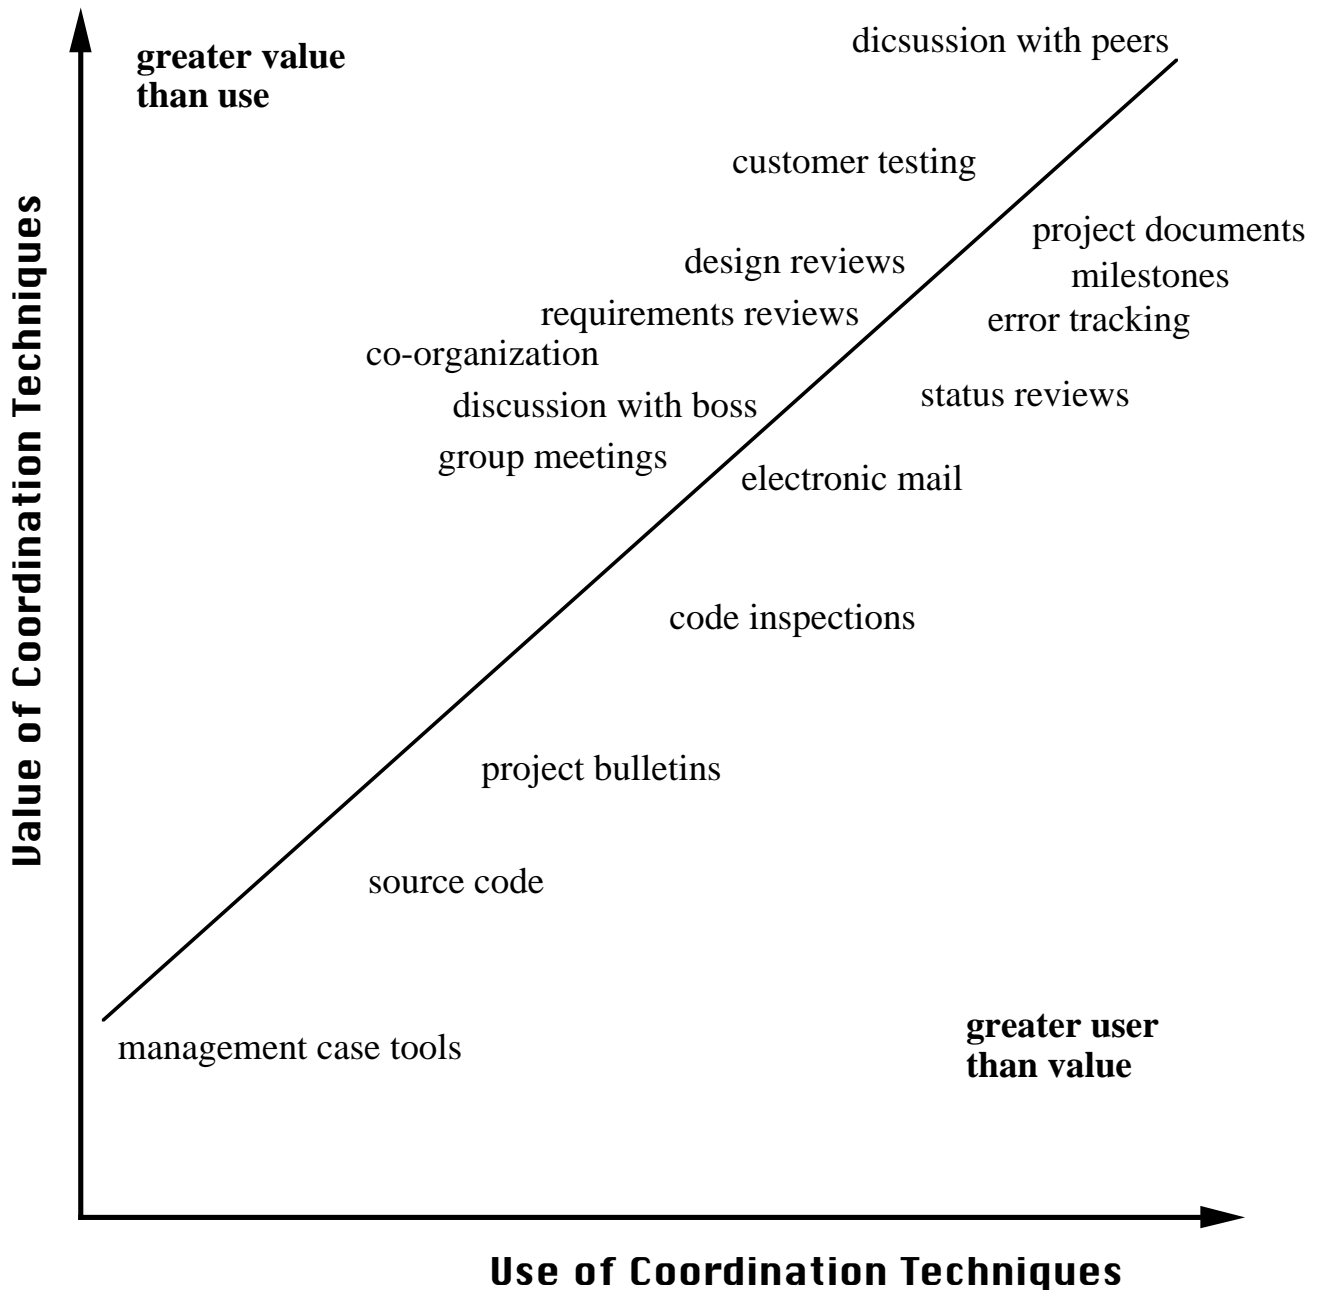 greater value
than use
dicsussion with peers
customer testing
project documents
design reviews
milestones
requirements reviews
error tracking
co-organization
discussion with boss
status reviews
group meetings
electronic mail
code inspections
project bulletins
source code
management case tools
greater user
than value
Value of Coordination Techniques
Use of Coordination Techniques